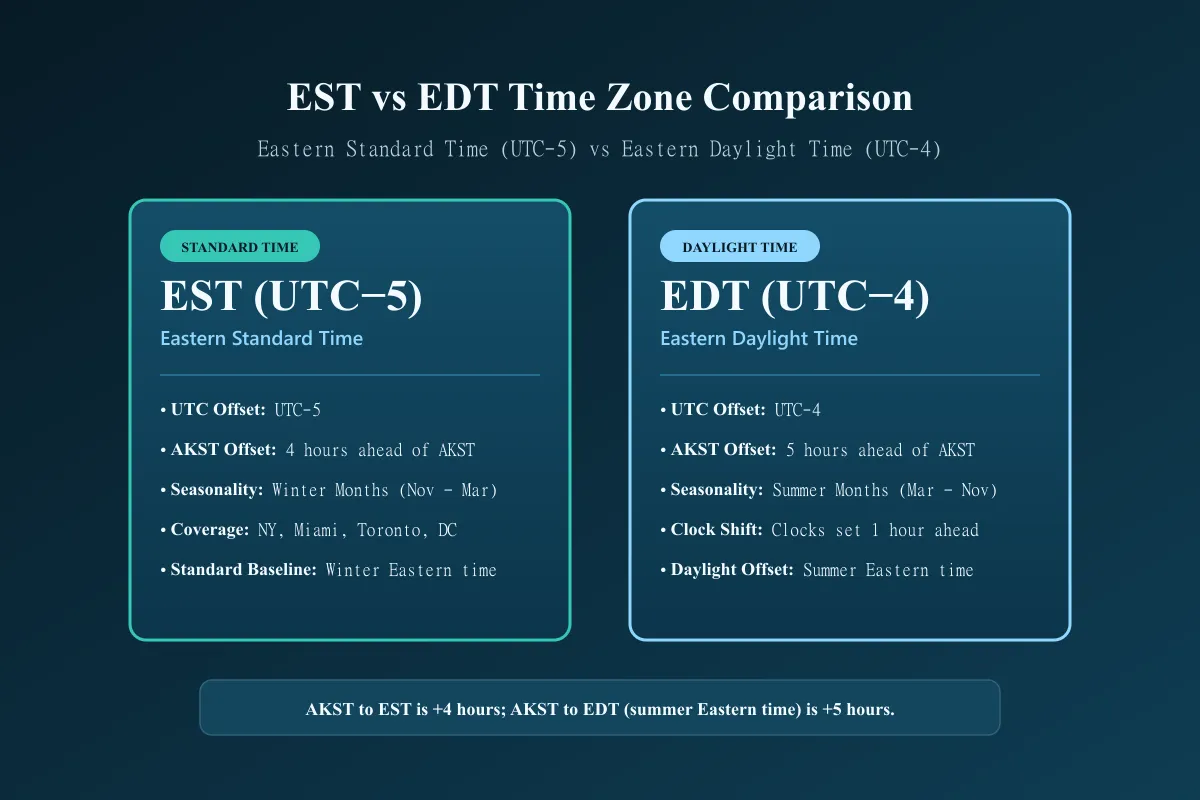 EST vs EDT Time Zone Comparison
Eastern Standard Time (UTC-5) vs Eastern Daylight Time (UTC-4)
STANDARD TIME
EST (UTC−5)
Eastern Standard Time
• UTC Offset: UTC-5
• AKST Offset: 4 hours ahead of AKST
• Seasonality: Winter Months (Nov - Mar)
• Coverage: NY, Miami, Toronto, DC
• Standard Baseline: Winter Eastern time
DAYLIGHT TIME
EDT (UTC−4)
Eastern Daylight Time
• UTC Offset: UTC-4
• AKST Offset: 5 hours ahead of AKST
• Seasonality: Summer Months (Mar - Nov)
• Clock Shift: Clocks set 1 hour ahead
• Daylight Offset: Summer Eastern time
AKST to EST is +4 hours; AKST to EDT (summer Eastern time) is +5 hours.